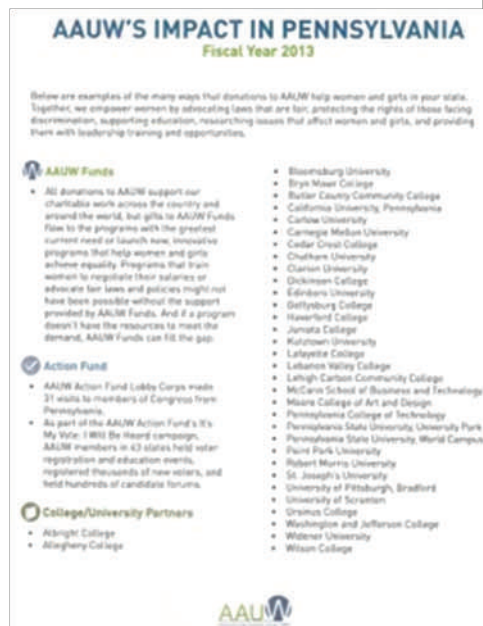 AAUW'S IMPACT IN PENNSYLVANIA
Fiscal Year 2013
Below are examples of the many ways that donations to AAUW help women and girls in your state.
Together, we empower women by advocating laws that are fair, protecting the rights of those facing
discrimination, supporting education, researching issues that affect women and girls, and providing
them with leadership training and opportunities.
AAUW Funds
• All donations to AAUW support our
charitable work across the country and
around the world, but gifts to AAUW Funds
flow to the programs with the greatest
current need or launch new, innovative
programs that help women and girls
achieve equality. Programs that train
women to negotiate their salaries or
advocate fair laws and policies might not
have been possible without the support
provided by AAUW Funds. And if a program
doesn't have the resources to meet the
demand, AAUW Funds can fill the gap.
Action Fund
• AAUW Action Fund Lobby Corps made
31 visits to members of Congress from
Pennsylvania.
• As part of the AAUW Action Fund's It's
My Vote: I Will Be Heard campaign,
AAUW members in 43 states held voter
registration and education events,
registered thousands of new voters, and
held hundreds of candidate forums.
College/University Partners
• Albright College
• Allegheny College
• Bloomsburg University
• Bryn Mawr College
• Butler County Community College
• California University, Pennsylvania
• Carlow University
• Carnegie Mellon University
• Cedar Crest College
• Chatham University
• Clarion University
• Dickinson College
• Edinboro University
• Gettysburg College
• Haverford College
• Juniata College
• Kutztown University
• Lafayette College
• Lebanon Valley College
• Lehigh Carbon Community College
• McCann School of Business and Technology
• Moore College of Art and Design
• Pennsylvania College of Technology
• Pennsylvania State University, University Park
• Pennsylvania State University, World Campus
• Point Park University
• Robert Morris University
• St. Joseph's University
• University of Pittsburgh, Bradford
• University of Scranton
• Ursinus College
• Washington and Jefferson College
• Widener University
• Wilson College
AAUW